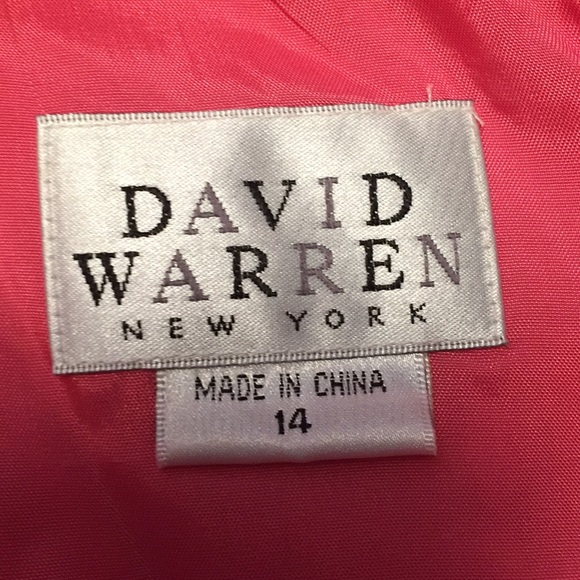 DAVID
WARREN
NEW YORK
MADE IN CHINA
14